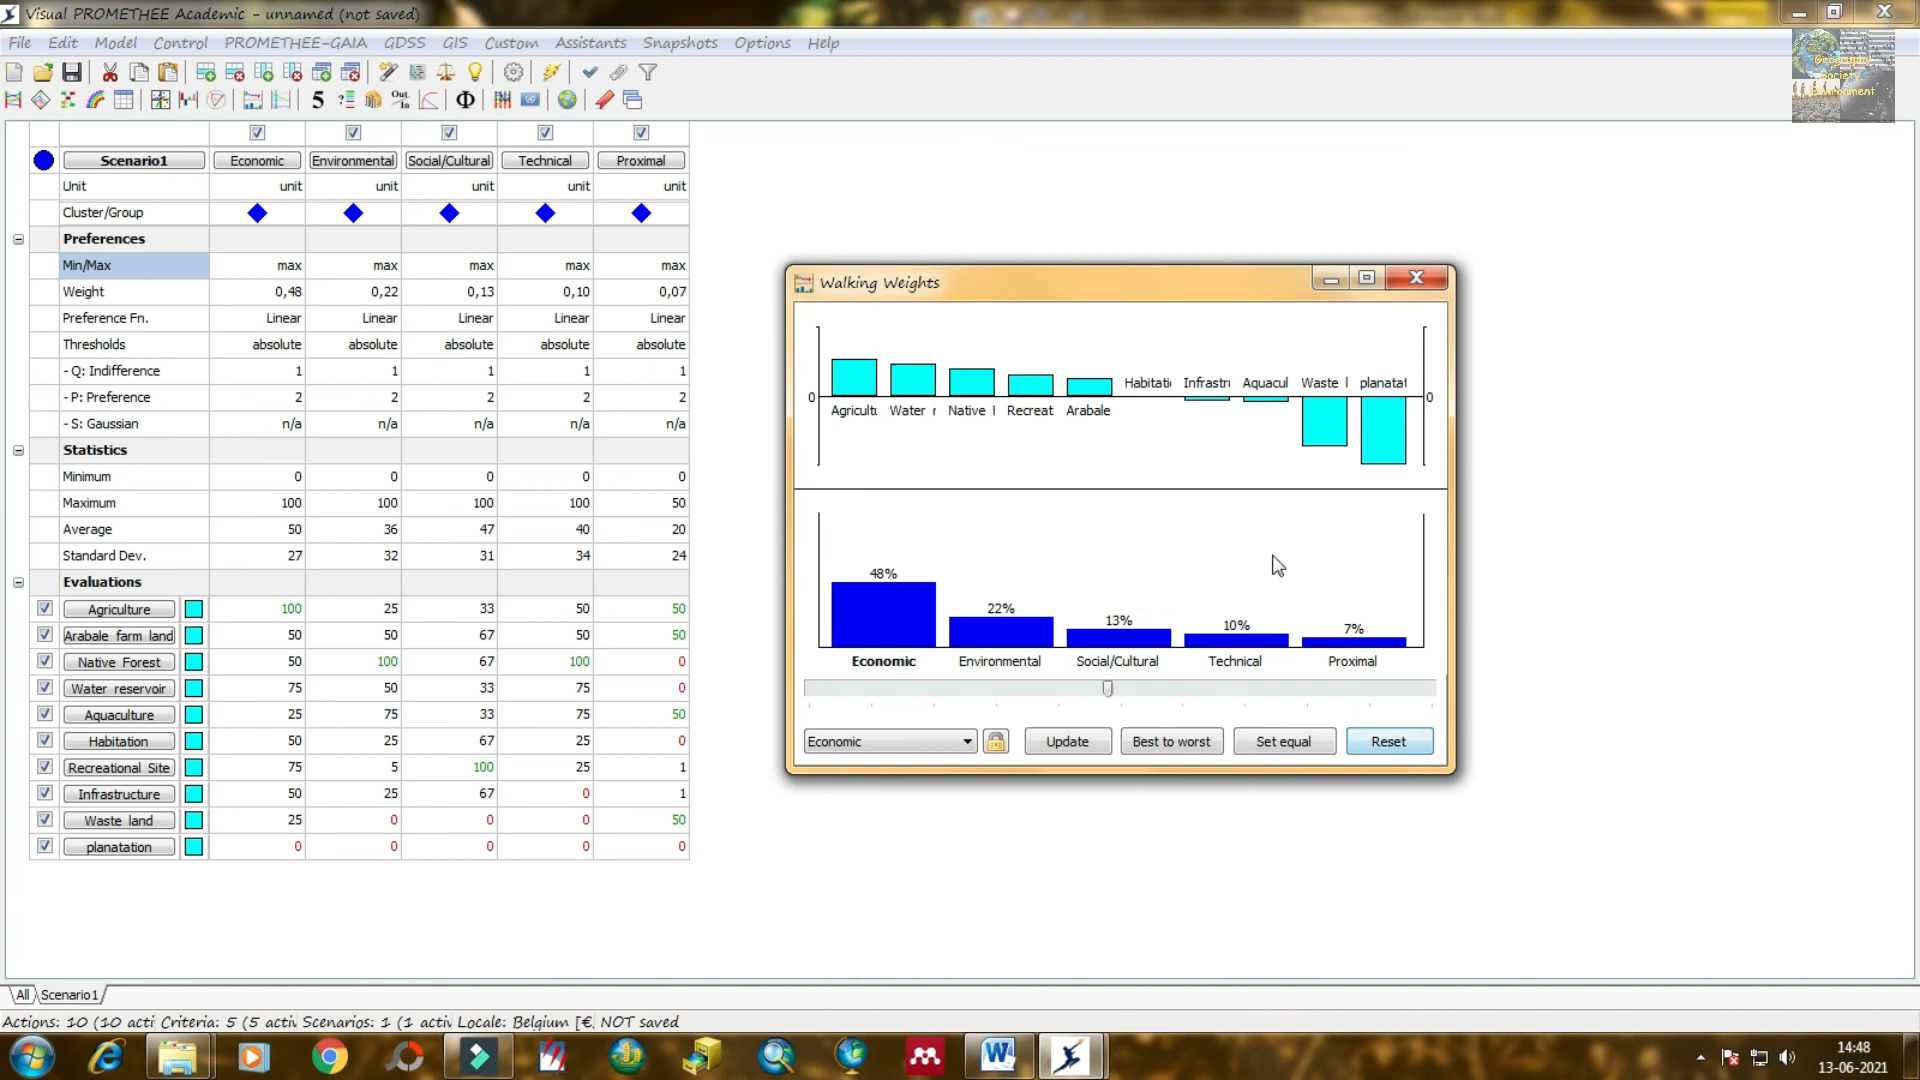 Visual PROMETHEE Academic - unnamed (not saved)
File Edit Model Control PROMETHEE-GAIA GDSS GIS Custom Assistants Snapshots Options Help
Geography
Society
Environment
5 Out In Φ
Scenario1 Economic Environmental Social/Cultural Technical Proximal
Unit unit unit unit unit unit
Cluster/Group
Preferences
Min/Max max max max max max
Weight 0,48 0,22 0,13 0,10 0,07
Preference Fn. Linear Linear Linear Linear Linear
Thresholds absolute absolute absolute absolute absolute
- Q: Indifference 1 1 1 1 1
- P: Preference 2 2 2 2 2
- S: Gaussian n/a n/a n/a n/a n/a
Statistics
Minimum 0 0 0 0 0
Maximum 100 100 100 100 50
Average 50 36 47 40 20
Standard Dev. 27 32 31 34 24
Evaluations
Agriculture 100 25 33 50 50
Arabale farm land 50 50 67 50 50
Native Forest 50 100 67 100 0
Water reservoir 75 50 33 75 0
Aquaculture 25 75 33 75 50
Habitation 50 25 67 25 0
Recreational Site 75 5 100 25 1
Infrastructure 50 25 67 0 1
Waste land 25 0 0 0 50
planatation 0 0 0 0 0
Walking Weights
Habitati Infrastru Aquacul Waste l planatat
0 0
Agricultu Water r Native F Recreat Arabale
48% 22% 13% 10% 7%
Economic Environmental Social/Cultural Technical Proximal
Economic Update Best to worst Set equal Reset
All Scenario1
Actions: 10 (10 acti Criteria: 5 (5 activ Scenarios: 1 (1 activ Locale: Belgium [€, NOT saved
14:48
13-06-2021